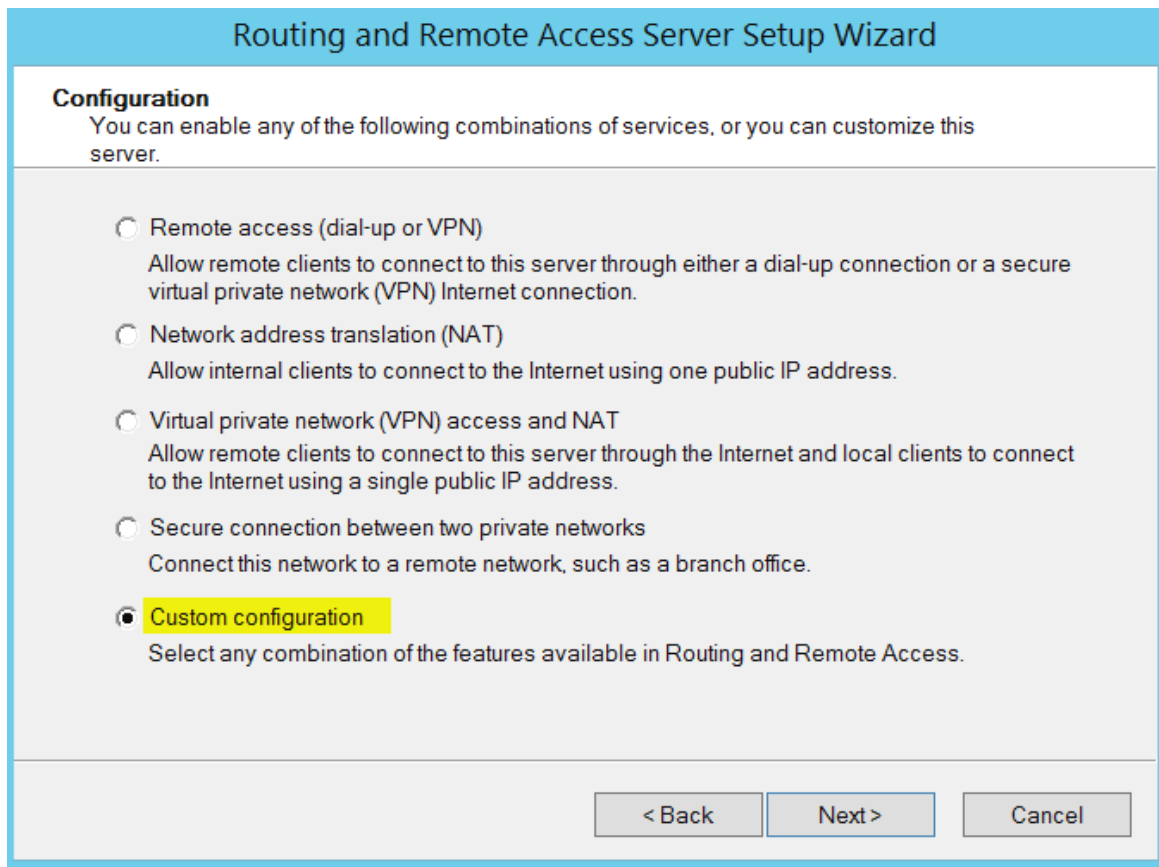 Routing and Remote Access Server Setup Wizard
Configuration
You can enable any of the following combinations of services, or you can customize this
server.
Remote access (dial-up or VPN)
Allow remote clients to connect to this server through either a dial-up connection or a secure
virtual private network (VPN) Internet connection.
Network address translation (NAT)
Allow internal clients to connect to the Internet using one public IP address.
Virtual private network (VPN) access and NAT
Allow remote clients to connect to this server through the Internet and local clients to connect
to the Internet using a single public IP address.
Secure connection between two private networks
Connect this network to a remote network, such as a branch office.
Custom configuration
Select any combination of the features available in Routing and Remote Access.
< Back Next > Cancel